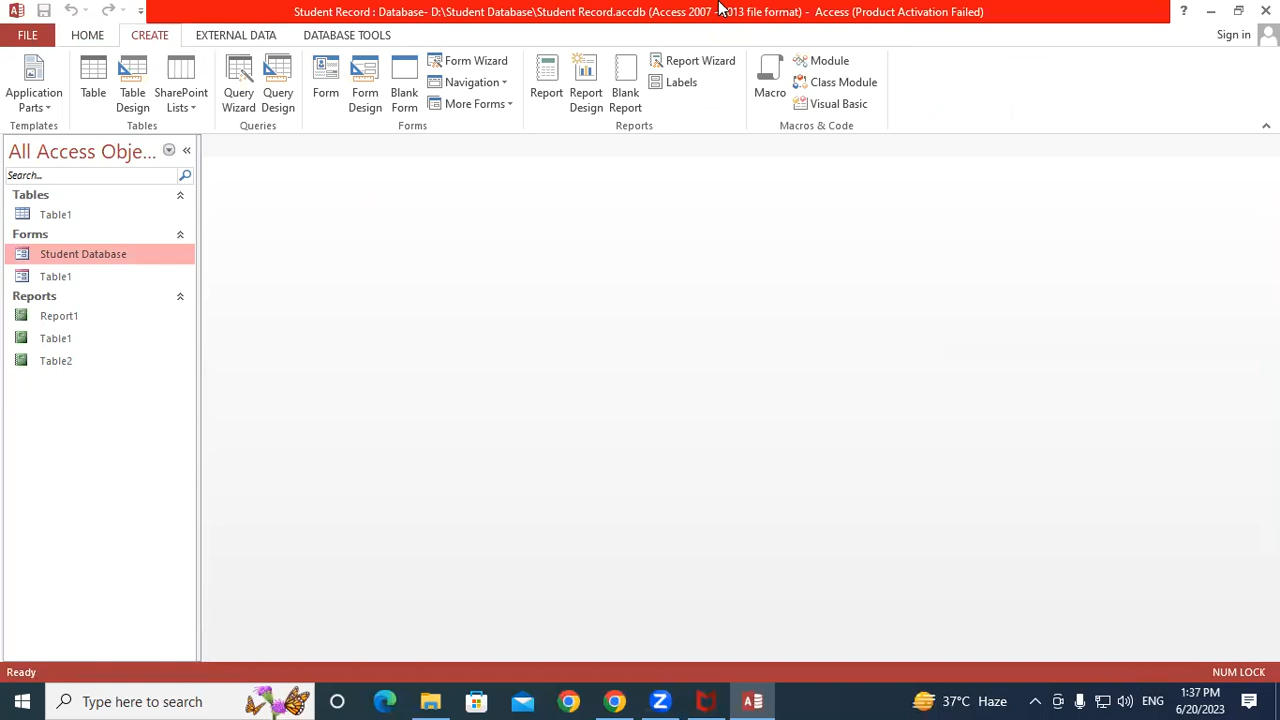 Student Record : Database- D:\Student Database\Student Record.accdb (Access 2007 - 2013 file format) - Access (Product Activation Failed)
FILE HOME CREATE EXTERNAL DATA DATABASE TOOLS Sign in
Application Parts
Table
Table Design
SharePoint Lists
Query Wizard
Query Design
Form
Form Design
Blank Form
Form Wizard
Navigation
More Forms
Report
Report Design
Blank Report
Report Wizard
Labels
Macro
Module
Class Module
Visual Basic
Templates Tables Queries Forms Reports Macros & Code
All Access Obje...
Search...
Tables
Table1
Forms
Student Database
Table1
Reports
Report1
Table1
Table2
Ready NUM LOCK
Type here to search
37°C Haze
ENG
1:37 PM
6/20/2023